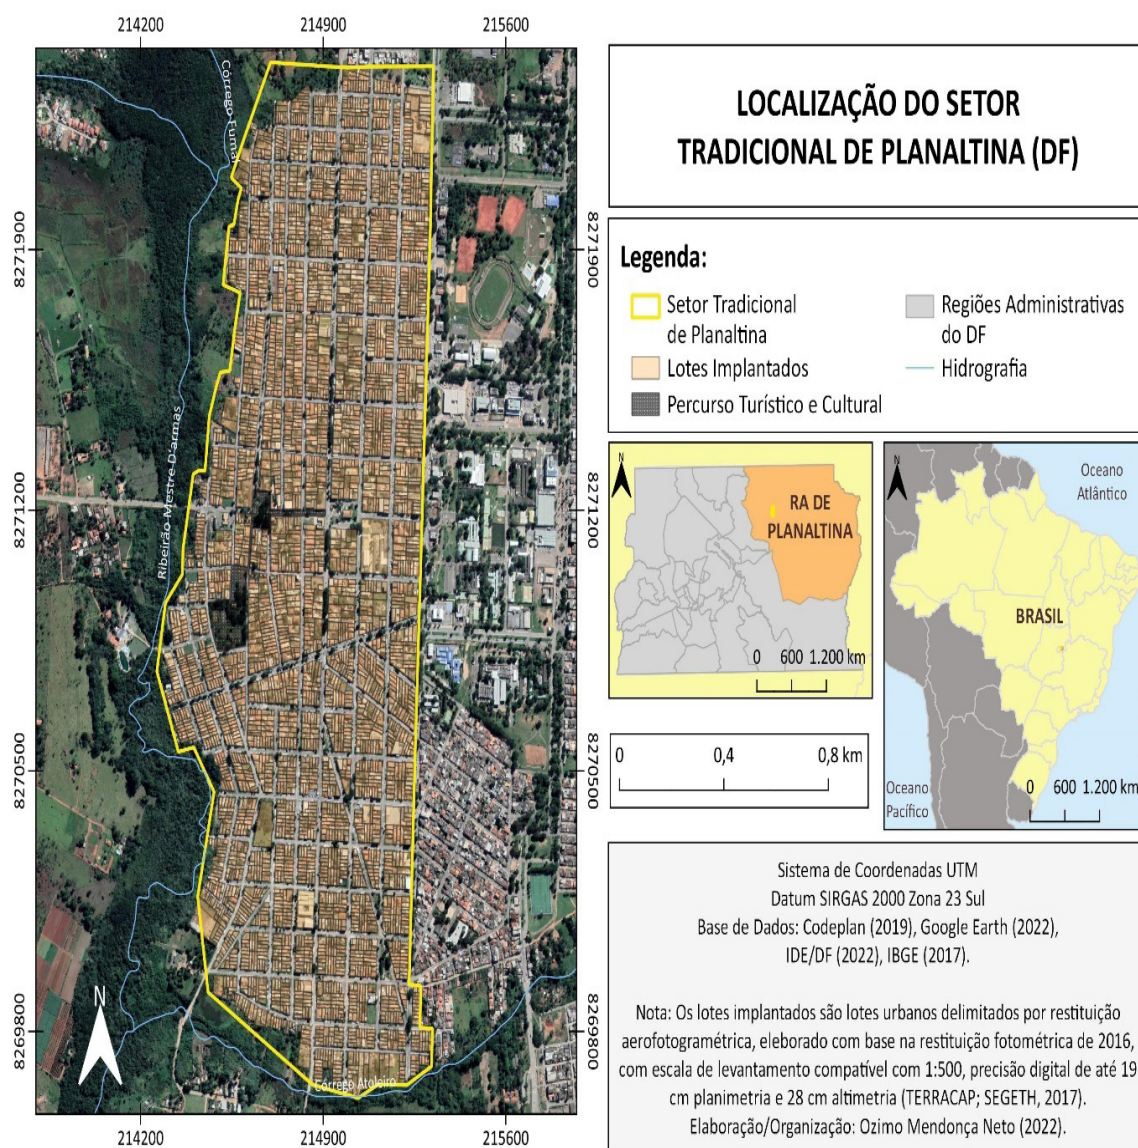 214200
214900
215600
8271900
8271200
8270500
8269800
Córrego Fumal
Ribeirão Mestre D'armas
Córrego Atoleiro
N
8271900
8271200
8270500
8269800
214200
214900
215600
LOCALIZAÇÃO DO SETOR
TRADICIONAL DE PLANALTINA (DF)
Legenda:
Setor Tradicional
de Planaltina
Lotes Implantados
Percurso Turístico e Cultural
Regiões Administrativas
do DF
Hidrografia
N
RA DE
PLANALTINA
0 600 1.200 km
N
Oceano
Atlântico
BRASIL
Oceano
Pacífico
0 600 1.200 km
0 0,4 0,8 km
Sistema de Coordenadas UTM
Datum SIRGAS 2000 Zona 23 Sul
Base de Dados: Codeplan (2019), Google Earth (2022),
IDE/DF (2022), IBGE (2017).
Nota: Os lotes implantados são lotes urbanos delimitados por restituição
aerofotogramétrica, eleborado com base na restituição fotométrica de 2016,
com escala de levantamento compatível com 1:500, precisão digital de até 19
cm planimetria e 28 cm altimetria (TERRACAP; SEGETH, 2017).
Elaboração/Organização: Ozimo Mendonça Neto (2022).